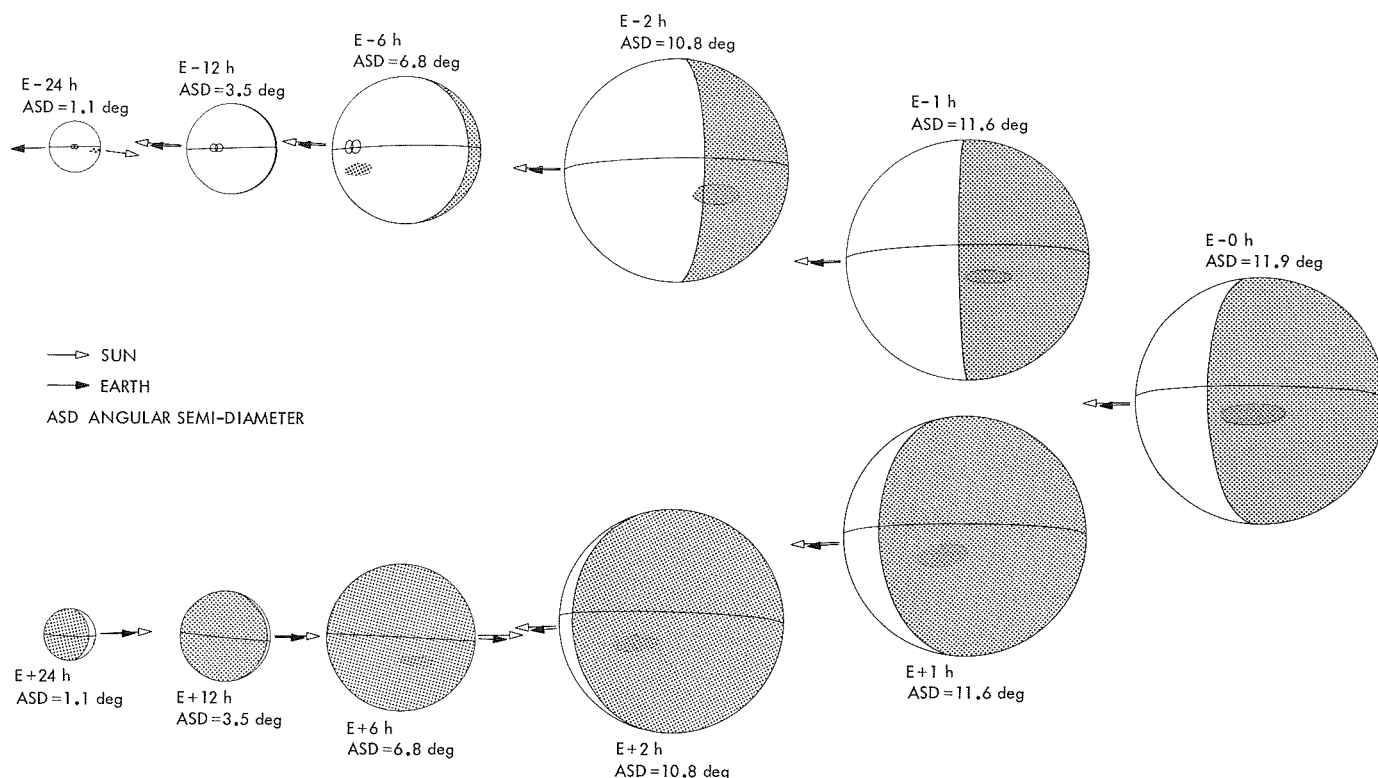 E-24 h
ASD=1.1 deg
E-12 h
ASD=3.5 deg
E-6 h
ASD=6.8 deg
E-2 h
ASD=10.8 deg
E-1 h
ASD=11.6 deg
E-0 h
ASD=11.9 deg
SUN
EARTH
ASD ANGULAR SEMI-DIAMETER
E+24 h
ASD=1.1 deg
E+12 h
ASD=3.5 deg
E+6 h
ASD=6.8 deg
E+2 h
ASD=10.8 deg
E+1 h
ASD=11.6 deg